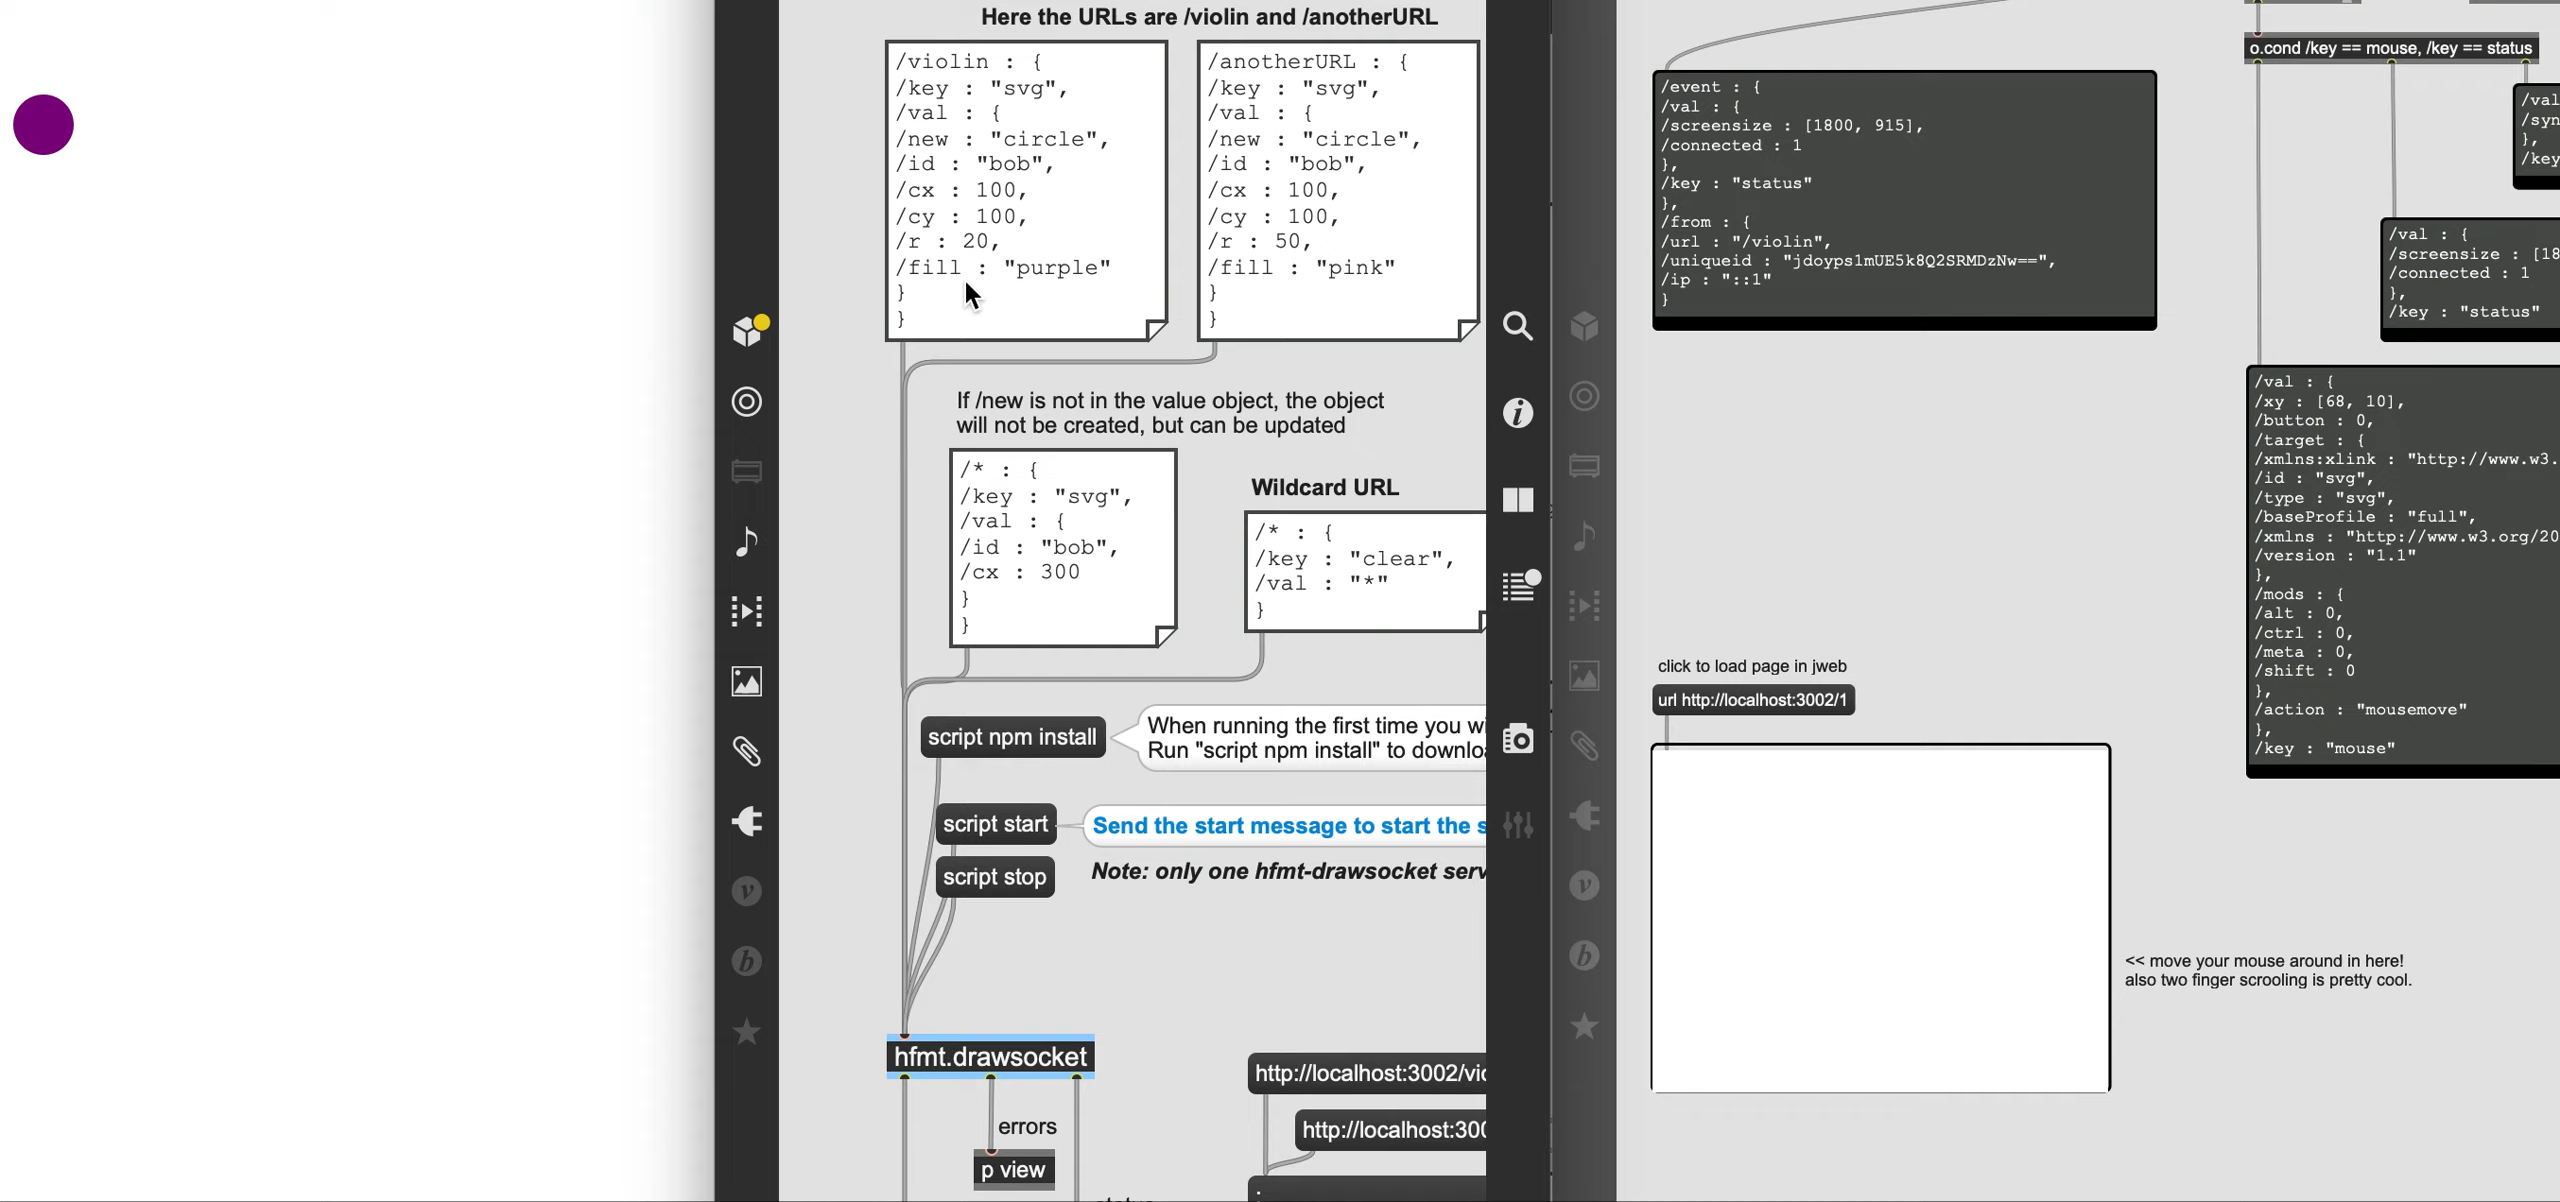 Here the URLs are /violin and /anotherURL
/violin : {
/key : "svg",
/val : {
/new : "circle",
/id : "bob",
/cx : 100,
/cy : 100,
/r : 20,
/fill : "purple"
}
}
/anotherURL : {
/key : "svg",
/val : {
/new : "circle",
/id : "bob",
/cx : 100,
/cy : 100,
/r : 50,
/fill : "pink"
}
}
If /new is not in the value object, the object
will not be created, but can be updated
/* : {
/key : "svg",
/val : {
/id : "bob",
/cx : 300
}
}
Wildcard URL
/* : {
/key : "clear",
/val : "*"
}
script npm install
When running the first time you wi
Run "script npm install" to downloa
script start
Send the start message to start the s
script stop
Note: only one hfmt-drawsocket serv
hfmt.drawsocket
errors
p view
http://localhost:3002/vio
http://localhost:300
/event : {
/val : {
/screensize : [1800, 915],
/connected : 1
},
/key : "status"
},
/from : {
/url : "/violin",
/uniqueid : "jdoyps1mUE5k8Q2SRMDzNw==",
/ip : "::1"
}
click to load page in jweb
url http://localhost:3002/1
<< move your mouse around in here!
also two finger scrooling is pretty cool.
o.cond /key == mouse, /key == status
/val
/syn
},
/key
/val : {
/screensize : [18
/connected : 1
},
/key : "status"
/val : {
/xy : [68, 10],
/button : 0,
/target : {
/xmlns:xlink : "http://www.w3.
/id : "svg",
/type : "svg",
/baseProfile : "full",
/xmlns : "http://www.w3.org/20
/version : "1.1"
},
/mods : {
/alt : 0,
/ctrl : 0,
/meta : 0,
/shift : 0
},
/action : "mousemove"
},
/key : "mouse"